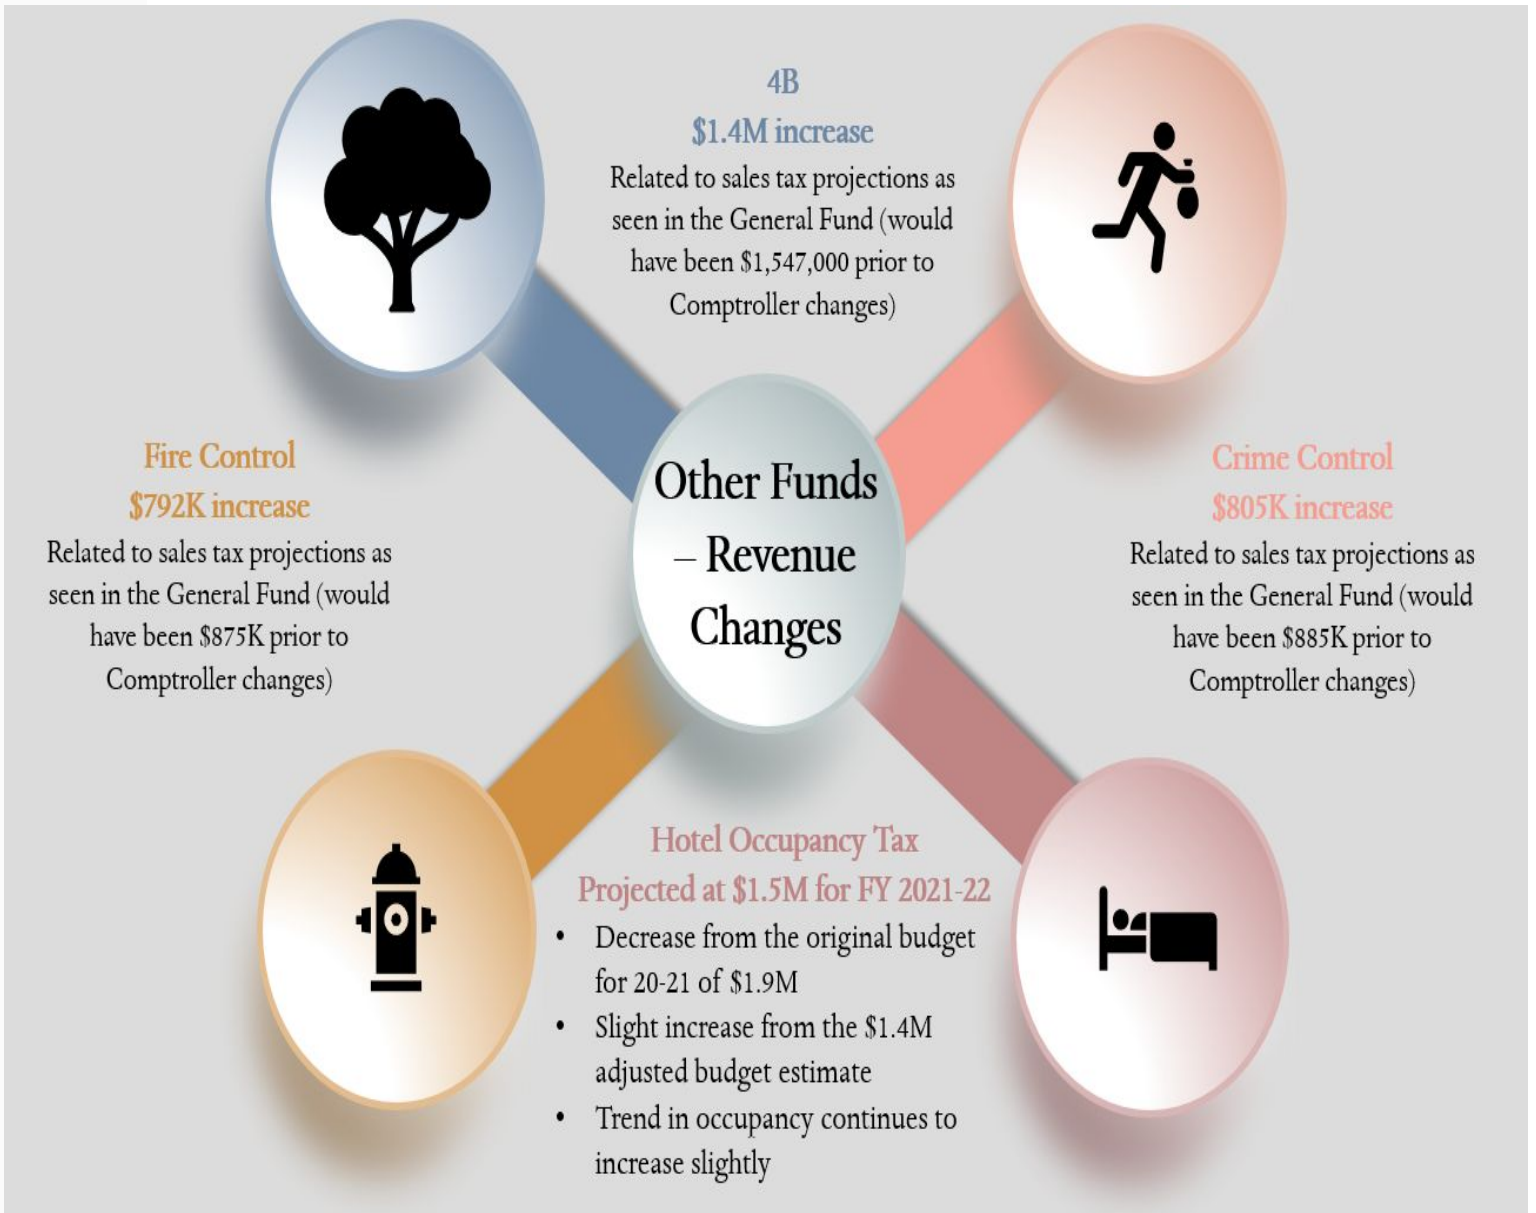 4B
$1.4M increase
Related to sales tax projections as
seen in the General Fund (would
have been $1,547,000 prior to
Comptroller changes)
Fire Control
$792K increase
Related to sales tax projections as
seen in the General Fund (would
have been $875K prior to
Comptroller changes)
Other Funds
– Revenue
Changes
Crime Control
$805K increase
Related to sales tax projections as
seen in the General Fund (would
have been $885K prior to
Comptroller changes)
Hotel Occupancy Tax
Projected at $1.5M for FY 2021-22
• Decrease from the original budget
for 20-21 of $1.9M
• Slight increase from the $1.4M
adjusted budget estimate
• Trend in occupancy continues to
increase slightly